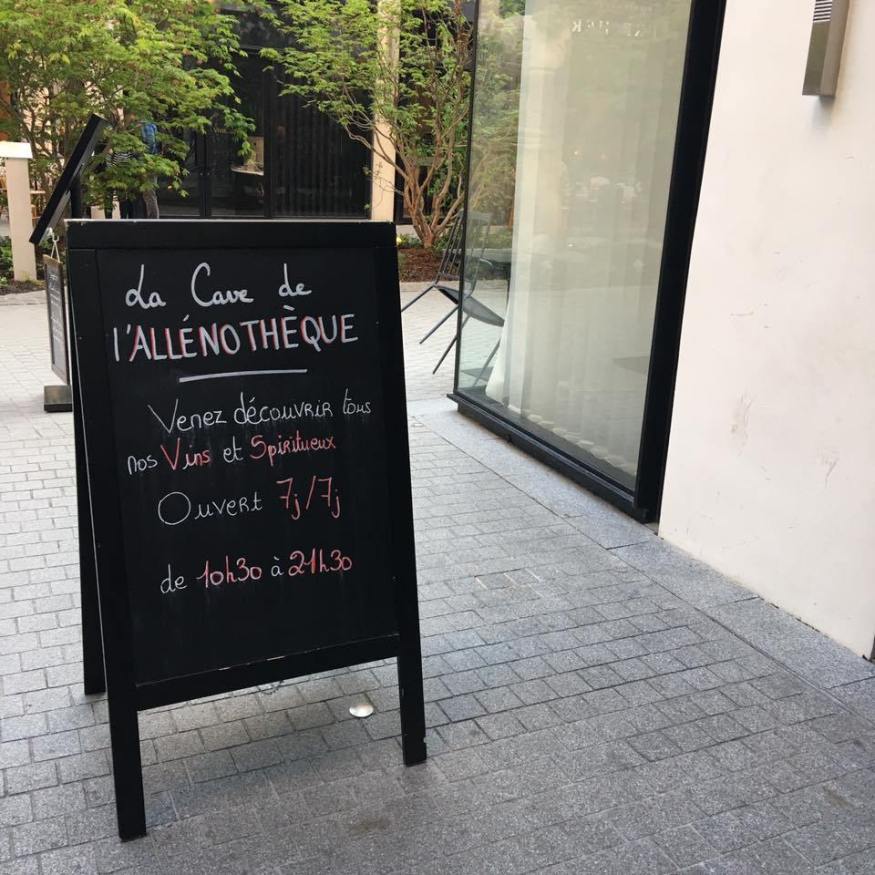 La Cave de
l'ALLÉNOTHÈQUE
Venez découvrir tous
nos Vins et Spiritueux
Ouvert 7j/7j
de 10h30 à 21h30